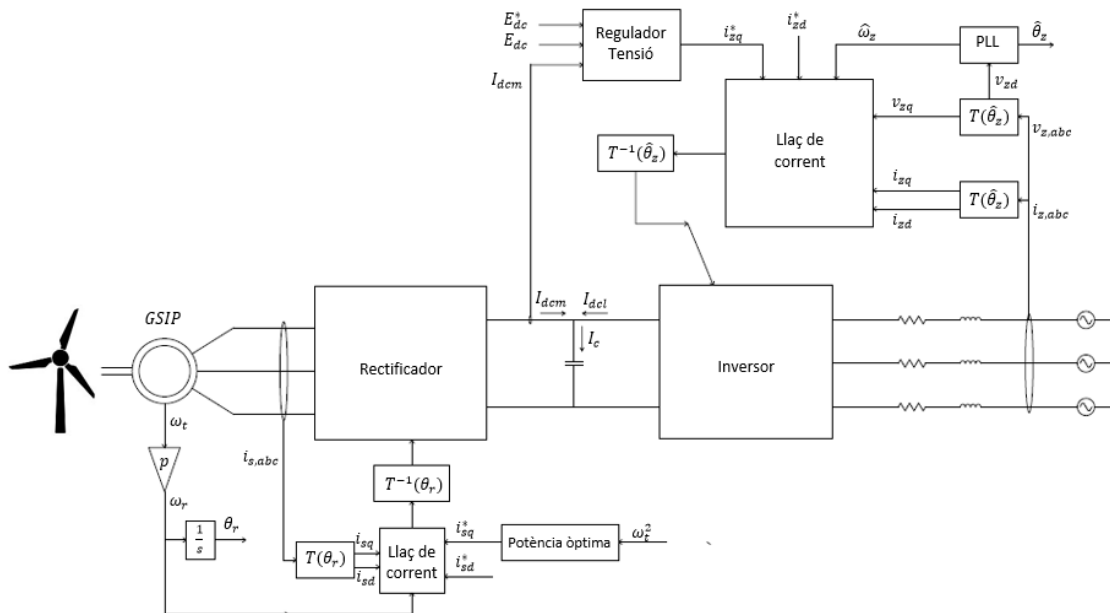 E*dc
Edc
Idcm
Regulador
Tensió
i*zq
i*zd
ω̂z
PLL
θ̂z
vzd
vzq
T(θ̂z)
vz,abc
T⁻¹(θ̂z)
Llaç de
corrent
izq
izd
T(θ̂z)
iz,abc
GSIP
Rectificador
Idcm
Idcl
Ic
Inversor
ωt
p
ωr
1
s
θr
is,abc
T⁻¹(θr)
T(θr)
isq
isd
Llaç de
corrent
i*sq
i*sd
Potència òptima
ωt²